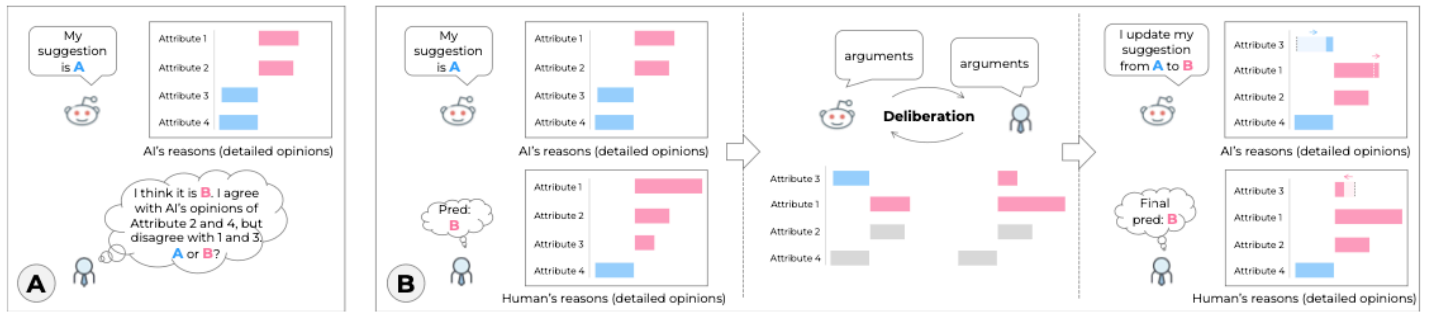 My
suggestion
is A
Attribute 1
Attribute 2
Attribute 3
Attribute 4
AI's reasons (detailed opinions)
I think it is B. I agree
with AI's opinions of
Attribute 2 and 4, but
disagree with 1 and 3.
A or B?
A
My
suggestion
is A
Attribute 1
Attribute 2
Attribute 3
Attribute 4
AI's reasons (detailed opinions)
Pred:
B
Attribute 1
Attribute 2
Attribute 3
Attribute 4
Human's reasons (detailed opinions)
B
arguments
arguments
Deliberation
Attribute 3
Attribute 1
Attribute 2
Attribute 4
I update my
suggestion
from A to B
Attribute 3
Attribute 1
Attribute 2
Attribute 4
AI's reasons (detailed opinions)
Final
pred: B
Attribute 3
Attribute 1
Attribute 2
Attribute 4
Human's reasons (detailed opinions)